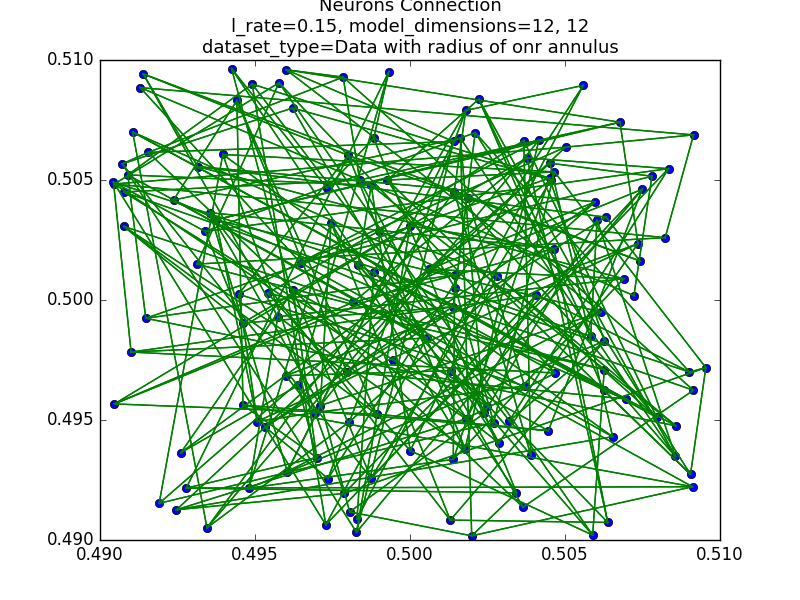 Neurons Connection
l_rate=0.15, model_dimensions=12, 12
dataset_type=Data with radius of onr annulus
0.510
0.505
0.500
0.495
0.490
0.490 0.495 0.500 0.505 0.510